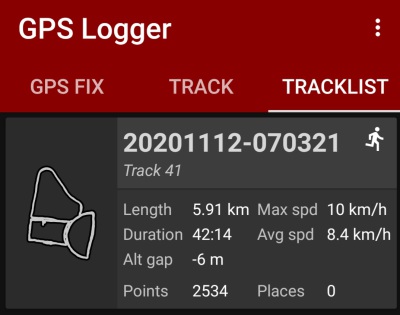 GPS Logger
GPS FIX TRACK TRACKLIST
20201112-070321
Track 41
Length 5.91 km Max spd 10 km/h
Duration 42:14 Avg spd 8.4 km/h
Alt gap -6 m
Points 2534 Places 0